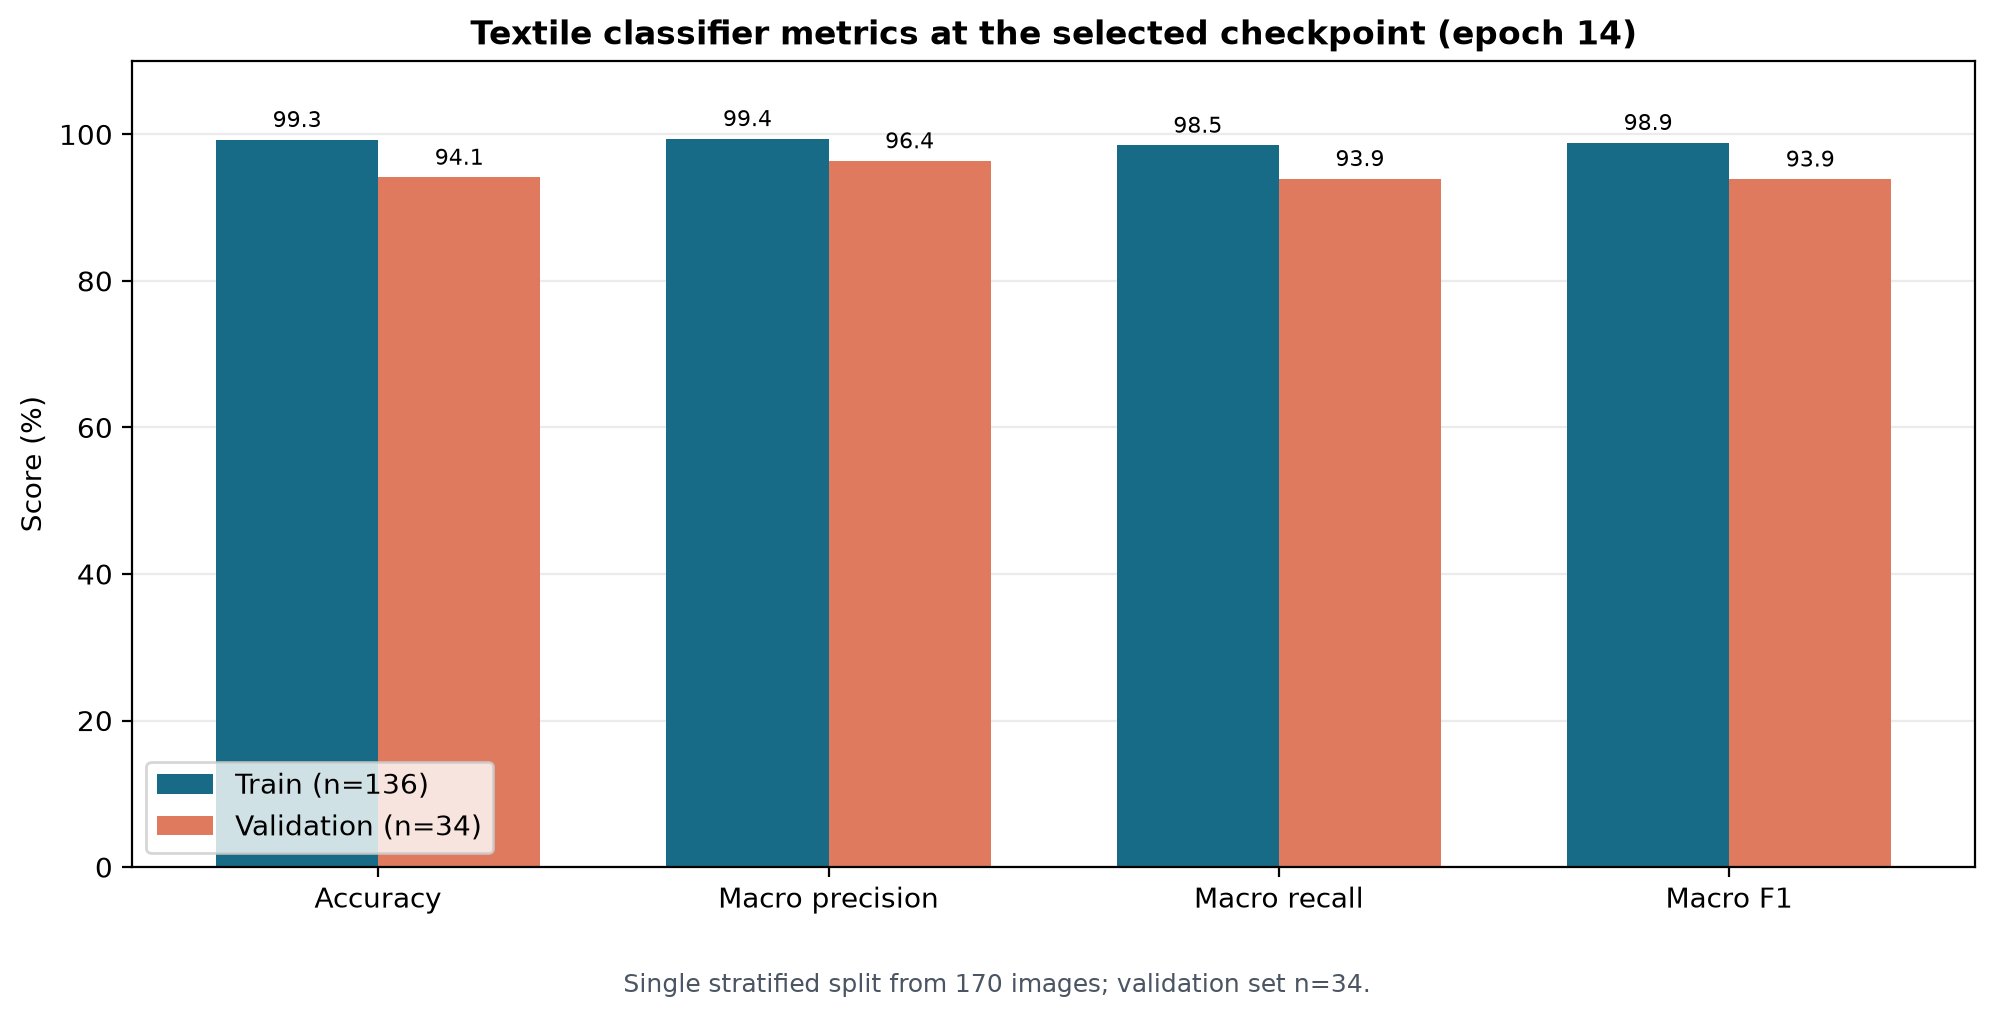 Textile classifier metrics at the selected checkpoint (epoch 14)
Score (%)
100
80
60
40
20
0
99.3
94.1
99.4
96.4
98.5
93.9
98.9
93.9
Train (n=136)
Validation (n=34)
Accuracy
Macro precision
Macro recall
Macro F1
Single stratified split from 170 images; validation set n=34.